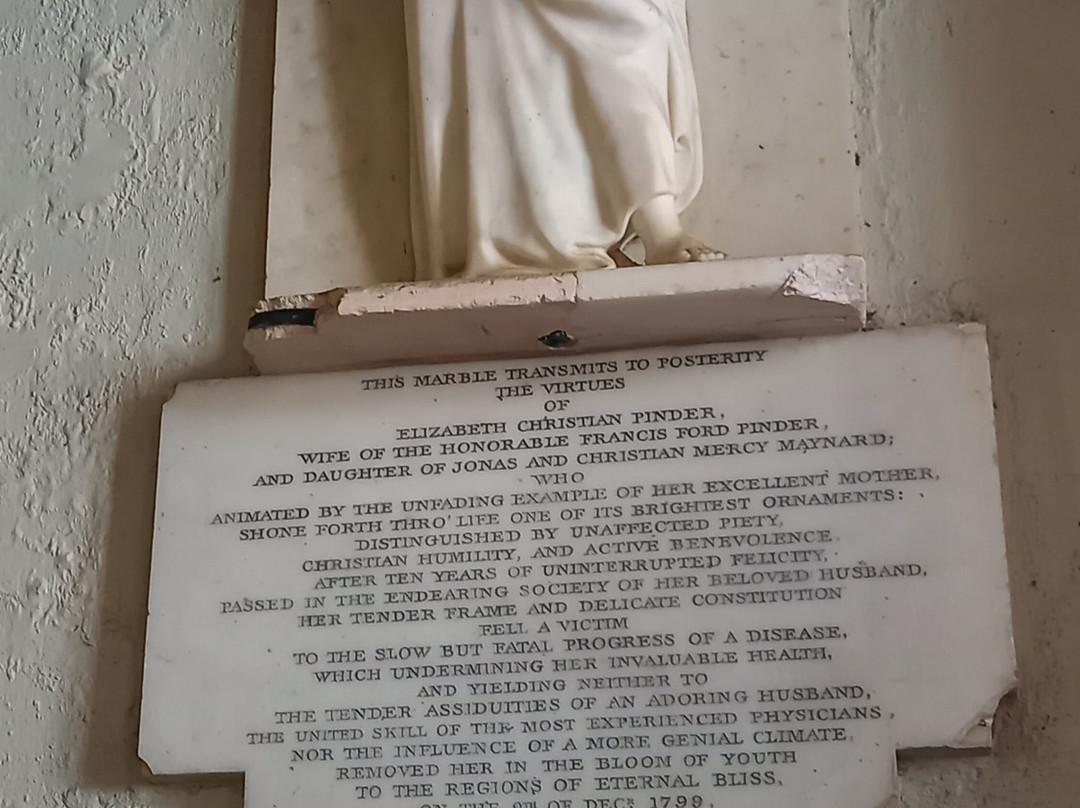 THIS MARBLE TRANSMITS TO POSTERITY
THE VIRTUES
OF
ELIZABETH CHRISTIAN PINDER,
WIFE OF THE HONORABLE FRANCIS FORD PINDER,
AND DAUGHTER OF JONAS AND CHRISTIAN MERCY MAYNARD;
WHO
ANIMATED BY THE UNFADING EXAMPLE OF HER EXCELLENT MOTHER,
SHONE FORTH THRO' LIFE ONE OF ITS BRIGHTEST ORNAMENTS:
DISTINGUISHED BY UNAFFECTED PIETY,
CHRISTIAN HUMILITY, AND ACTIVE BENEVOLENCE.
AFTER TEN YEARS OF UNINTERRUPTED FELICITY,
PASSED IN THE ENDEARING SOCIETY OF HER BELOVED HUSBAND,
HER TENDER FRAME AND DELICATE CONSTITUTION
FELL A VICTIM
TO THE SLOW BUT FATAL PROGRESS OF A DISEASE,
WHICH UNDERMINING HER INVALUABLE HEALTH,
AND YIELDING NEITHER TO
THE TENDER ASSIDUITIES OF AN ADORING HUSBAND,
THE UNITED SKILL OF THE MOST EXPERIENCED PHYSICIANS,
NOR THE INFLUENCE OF A MORE GENIAL CLIMATE,
REMOVED HER IN THE BLOOM OF YOUTH
TO THE REGIONS OF ETERNAL BLISS,
ON THE OF DECR. 1799,